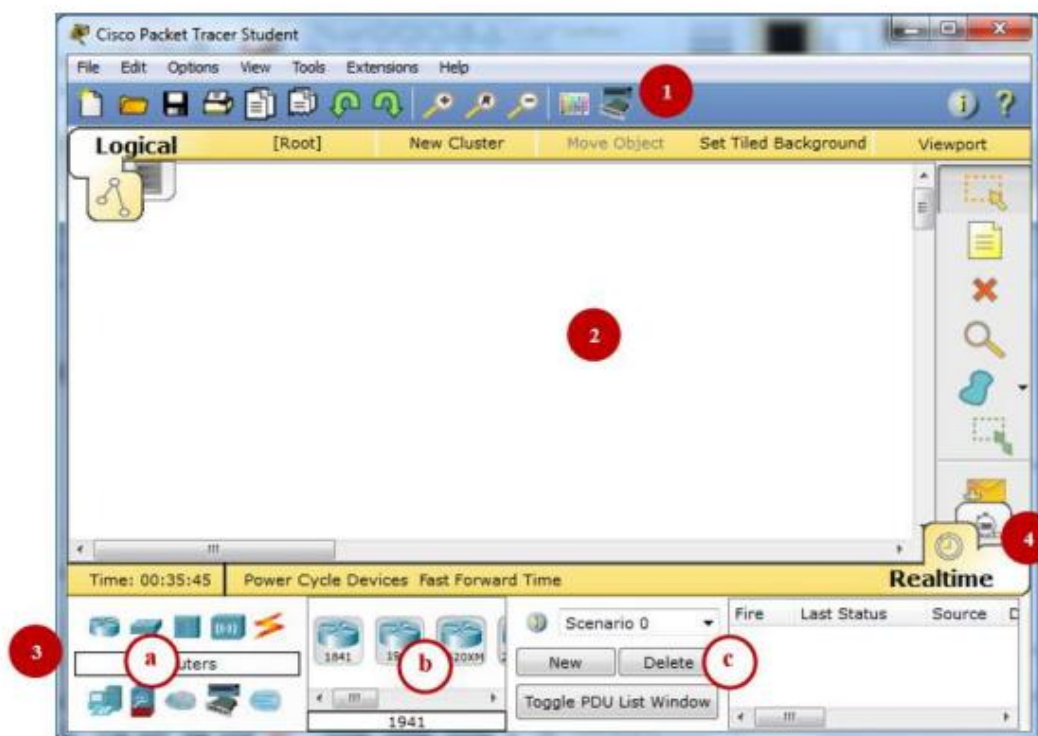 Cisco Packet Tracer Student
File Edit Options View Tools Extensions Help
1
Logical [Root] New Cluster Move Object Set Tiled Background Viewport
2
4
Time: 00:35:45 Power Cycle Devices Fast Forward Time Realtime
Fire Last Status Source D
3
Scenario 0
a uters
1841 b 20XM
New Delete c
Toggle PDU List Window
1941